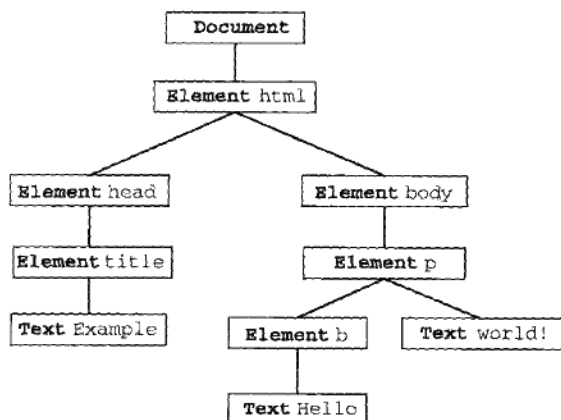 Document
Element html
Element head
Element body
Element title
Element p
Text Example
Element b
Text world!
Text Hello